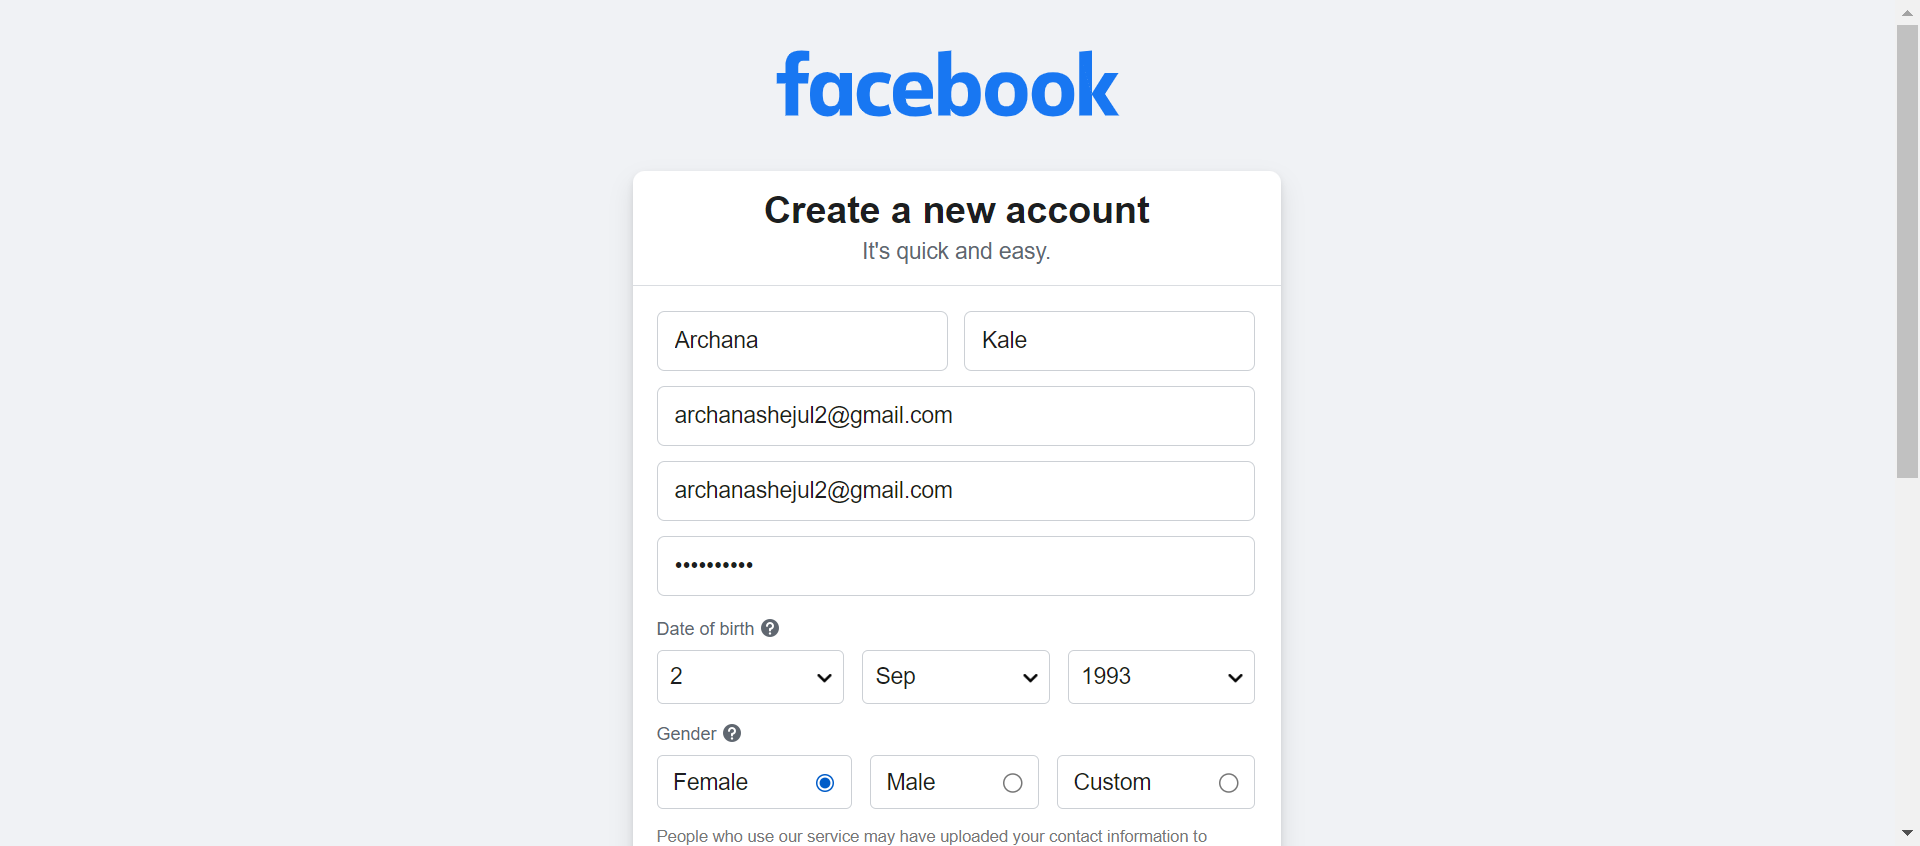 facebook
Create a new account
It's quick and easy.
Archana Kale
archanashejul2@gmail.com
archanashejul2@gmail.com
••••••••••
Date of birth
2 Sep 1993
Gender
Female Male Custom
People who use our service may have uploaded your contact information to